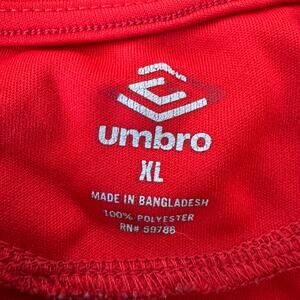 umbro
XL
MADE IN BANGLADESH
100% POLYESTER
RN# 59786